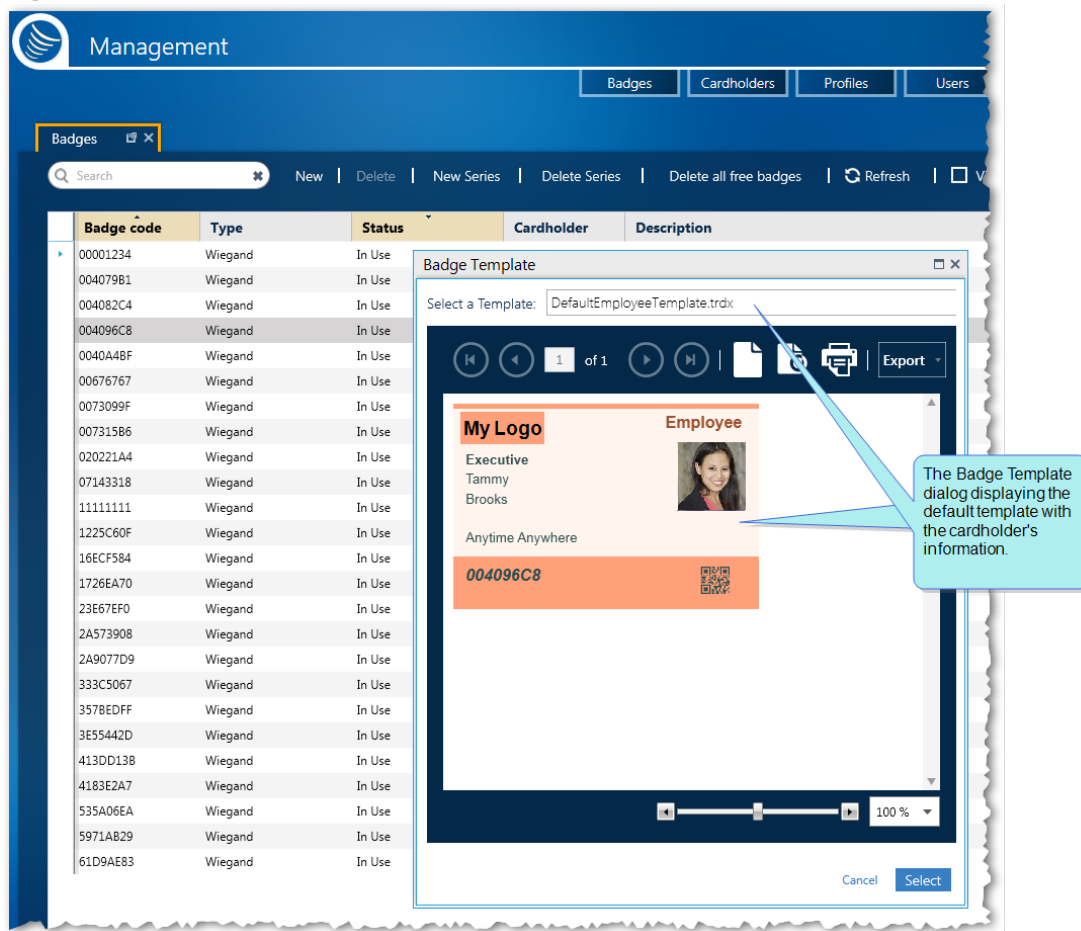 Management
Badges Cardholders Profiles Users
Badges
Search New Delete New Series Delete Series Delete all free badges Refresh
Badge code Type Status Cardholder Description
00001234 Wiegand In Use
004079B1 Wiegand In Use
004082C4 Wiegand In Use
004096C8 Wiegand In Use
0040A4BF Wiegand In Use
00676767 Wiegand In Use
0073099F Wiegand In Use
007315B6 Wiegand In Use
020221A4 Wiegand In Use
07143318 Wiegand In Use
11111111 Wiegand In Use
1225C60F Wiegand In Use
16ECF584 Wiegand In Use
1726EA70 Wiegand In Use
23E67EF0 Wiegand In Use
2A573908 Wiegand In Use
2A9077D9 Wiegand In Use
333C5067 Wiegand In Use
357BEDFF Wiegand In Use
3E55442D Wiegand In Use
413DD13B Wiegand In Use
4183E2A7 Wiegand In Use
535A06EA Wiegand In Use
5971AB29 Wiegand In Use
61D9AE83 Wiegand In Use
Badge Template
Select a Template: DefaultEmployeeTemplate.trdx
1 of 1 Export
My Logo Employee
Executive
Tammy
Brooks
Anytime Anywhere
004096C8
100 %
Cancel Select
The Badge Template
dialog displaying the
default template with
the cardholder's
information.